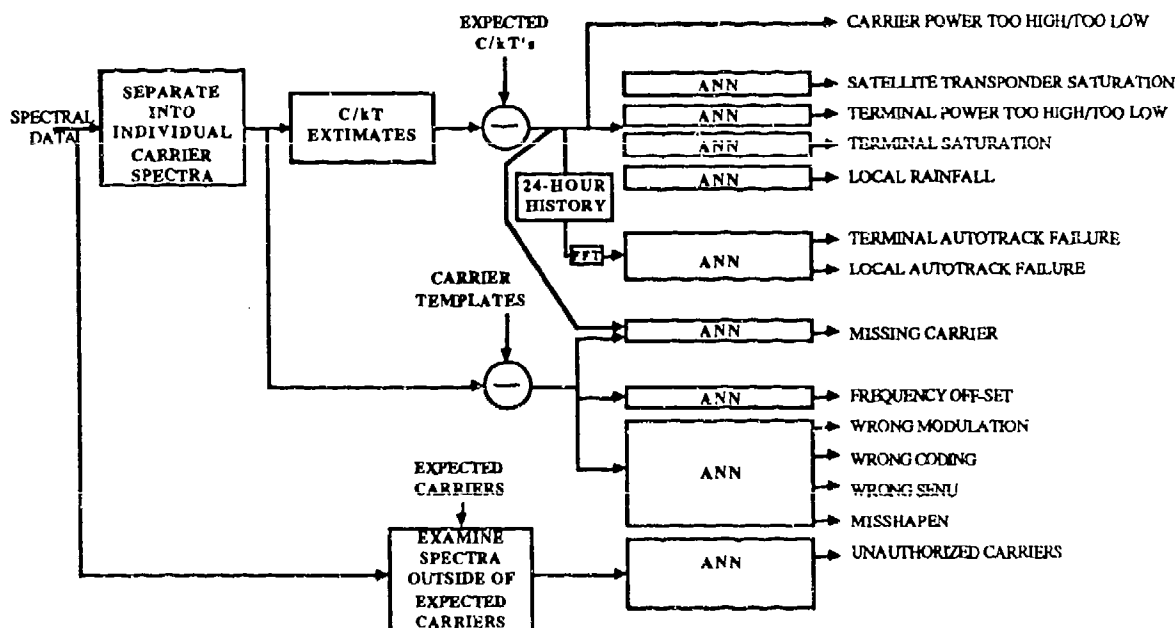 EXPECTED
C/kT's
CARRIER POWER TOO HIGH/TOO LOW
SPECTRAL
DATA
SEPARATE
INTO
INDIVIDUAL
CARRIER
SPECTRA
C/kT
EXTIMATES
ANN
SATELLITE TRANSPONDER SATURATION
ANN
TERMINAL POWER TOO HIGH/TOO LOW
ANN
TERMINAL SATURATION
ANN
LOCAL RAINFALL
24-HOUR
HISTORY
FFT
ANN
TERMINAL AUTOTRACK FAILURE
LOCAL AUTOTRACK FAILURE
CARRIER
TEMPLATES
ANN
MISSING CARRIER
ANN
FREQUENCY OFF-SET
ANN
WRONG MODULATION
WRONG CODING
WRONG SENU
MISSHAPEN
EXPECTED
CARRIERS
EXAMINE
SPECTRA
OUTSIDE OF
EXPECTED
CARRIERS
ANN
UNAUTHORIZED CARRIERS